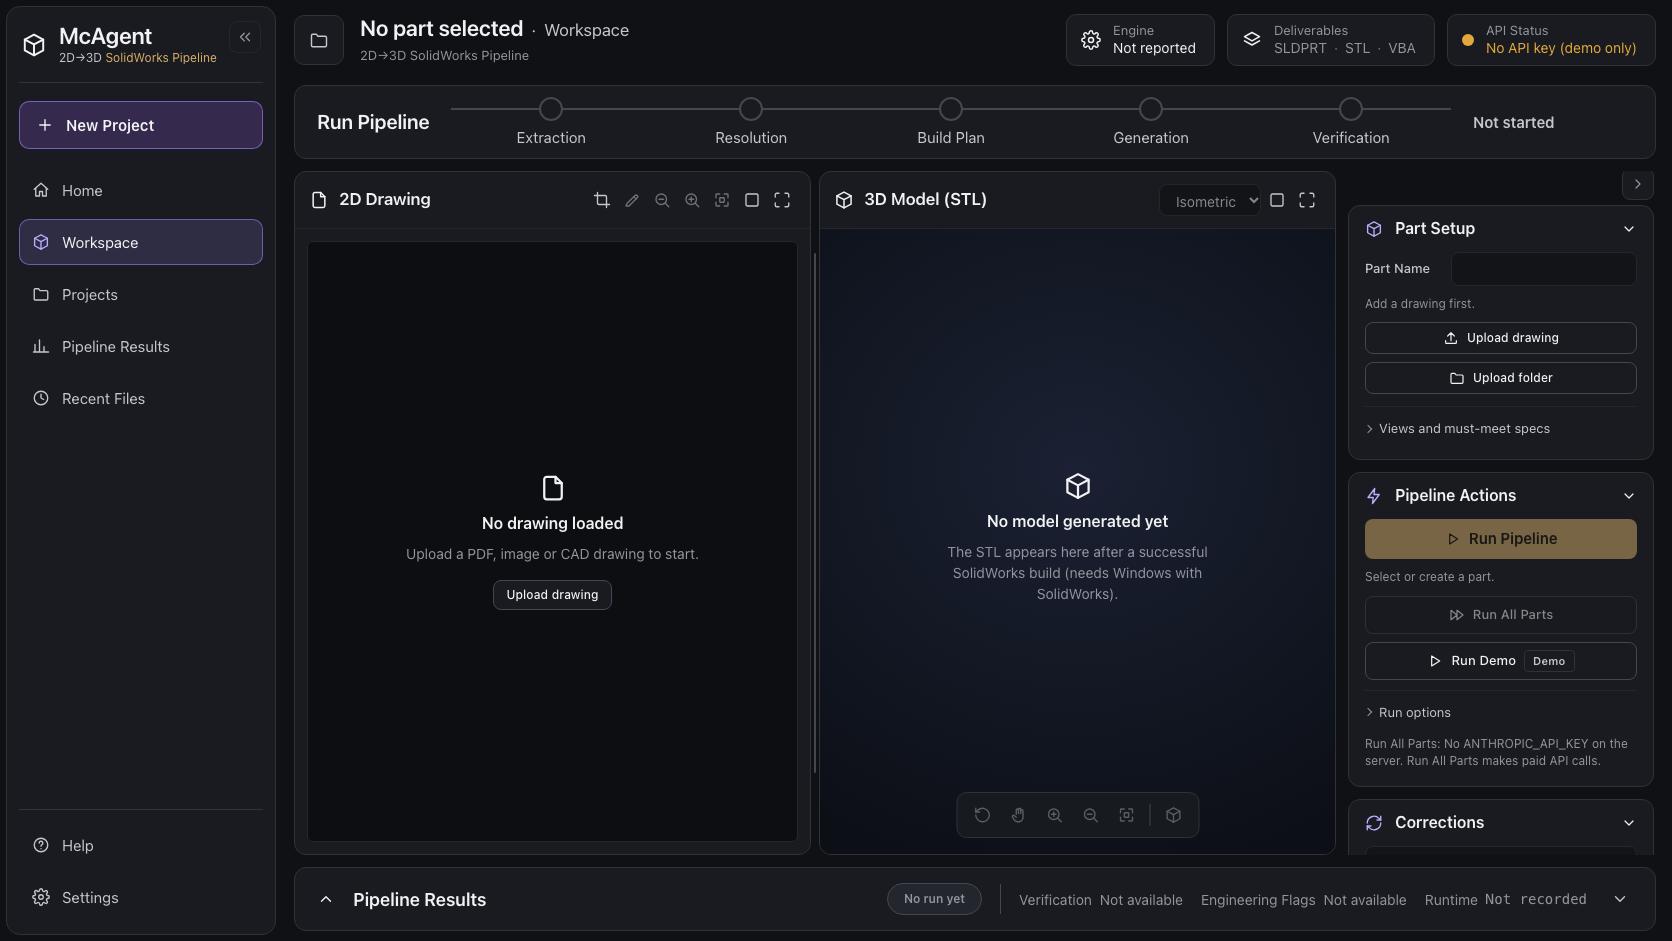 McAgent
2D→3D SolidWorks Pipeline
New Project
Home
Workspace
Projects
Pipeline Results
Recent Files
Help
Settings
No part selected · Workspace
2D→3D SolidWorks Pipeline
Engine
Not reported
Deliverables
SLDPRT · STL · VBA
API Status
No API key (demo only)
Run Pipeline
Extraction
Resolution
Build Plan
Generation
Verification
Not started
2D Drawing
No drawing loaded
Upload a PDF, image or CAD drawing to start.
Upload drawing
3D Model (STL)
Isometric
No model generated yet
The STL appears here after a successful
SolidWorks build (needs Windows with
SolidWorks).
Part Setup
Part Name
Add a drawing first.
Upload drawing
Upload folder
Views and must-meet specs
Pipeline Actions
Run Pipeline
Select or create a part.
Run All Parts
Run Demo Demo
Run options
Run All Parts: No ANTHROPIC_API_KEY on the
server. Run All Parts makes paid API calls.
Corrections
Pipeline Results
No run yet
Verification Not available
Engineering Flags Not available
Runtime Not recorded